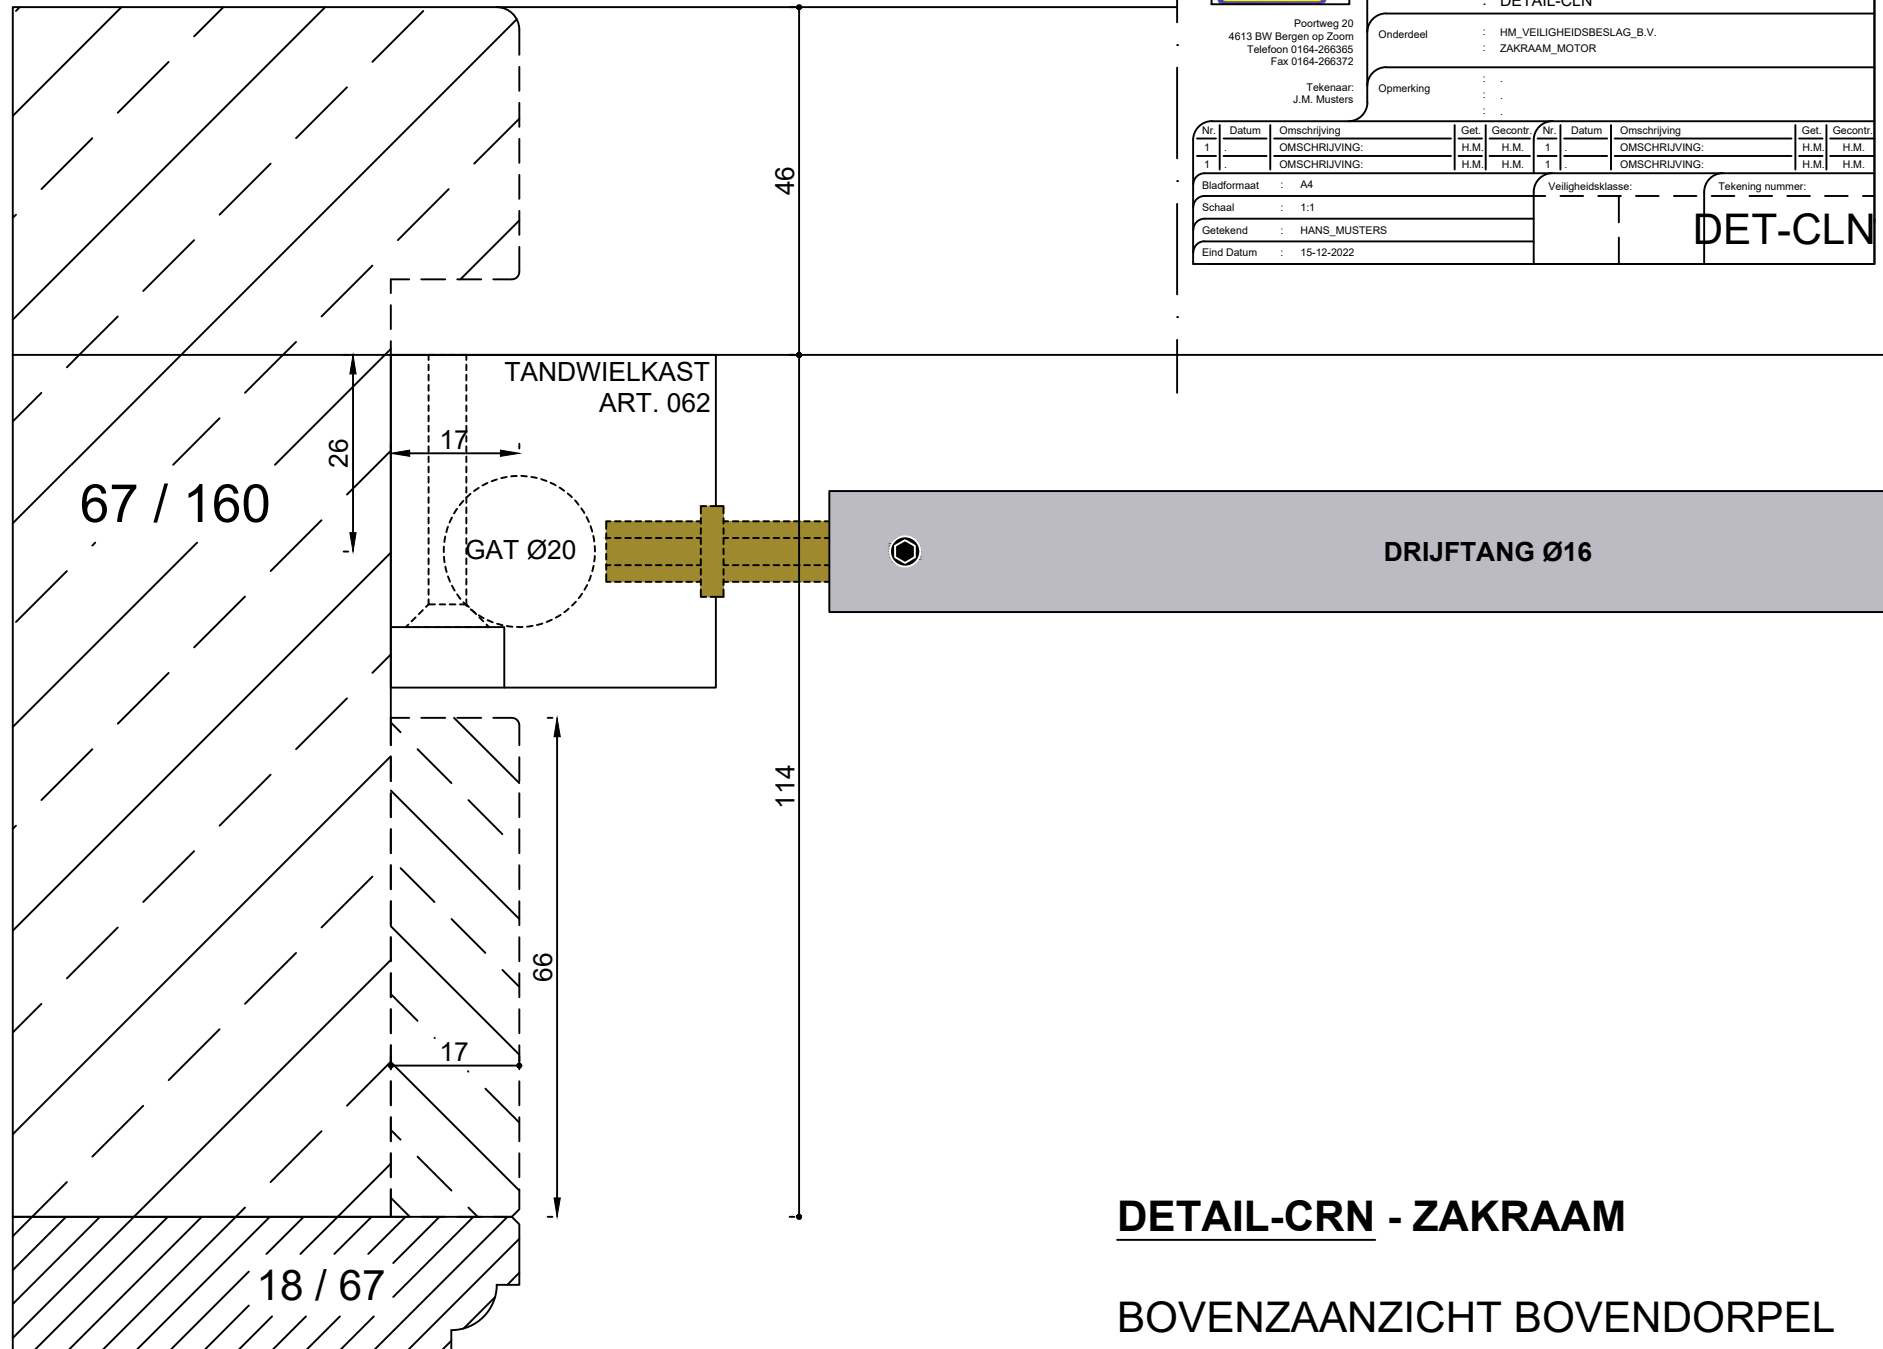 : DETAIL-CLN
Poortweg 20
4613 BW Bergen op Zoom
Telefoon 0164-266365
Fax 0164-266372
Tekenaar:
J.M. Musters
Onderdeel : HM_VEILIGHEIDSBESLAG_B.V.
: ZAKRAAM_MOTOR
Opmerking : .
: .
: .
Nr. Datum Omschrijving Get. Gecontr. Nr. Datum Omschrijving Get. Gecontr.
1 . OMSCHRIJVING: H.M. H.M. 1 . OMSCHRIJVING: H.M. H.M.
1 . OMSCHRIJVING: H.M. H.M. 1 . OMSCHRIJVING: H.M. H.M.
Bladformaat : A4
Schaal : 1:1
Getekend : HANS_MUSTERS
Eind Datum : 15-12-2022
Veiligheidsklasse:
Tekening nummer:
DET-CLN
46
TANDWIELKAST
ART. 062
26
17
67 / 160
GAT Ø20
DRIJFTANG Ø16
114
66
17
18 / 67
DETAIL-CRN - ZAKRAAM
BOVENZAANZICHT BOVENDORPEL